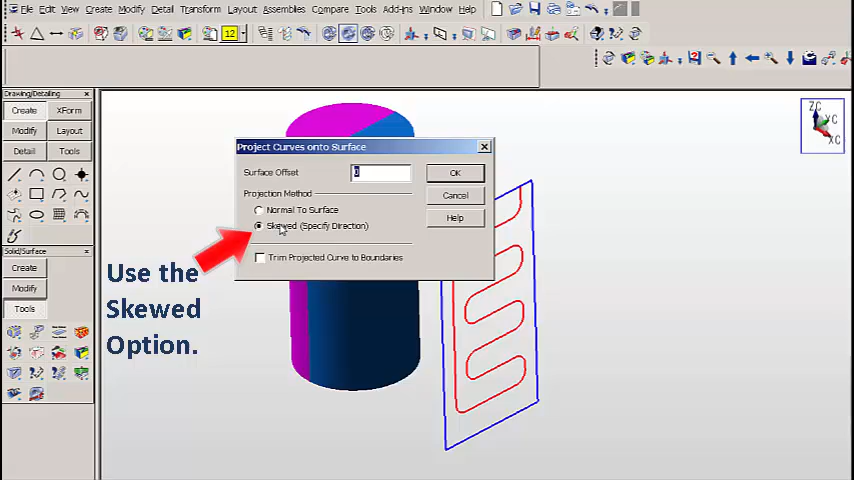 File Edit View Create Modify Detail Transform Layout Assemblies Compare Tools Add-ins Window Help
12
Drawing/Detailing
Create XForm
Modify Layout
Detail Tools
Solid/Surface
Create
Modify
Tools
Project Curves onto Surface
Surface Offset 0 OK
Projection Method Cancel
Normal To Surface Help
Skewed (Specify Direction)
Trim Projected Curve to Boundaries
Use the
Skewed
Option.
ZC
YC
XC